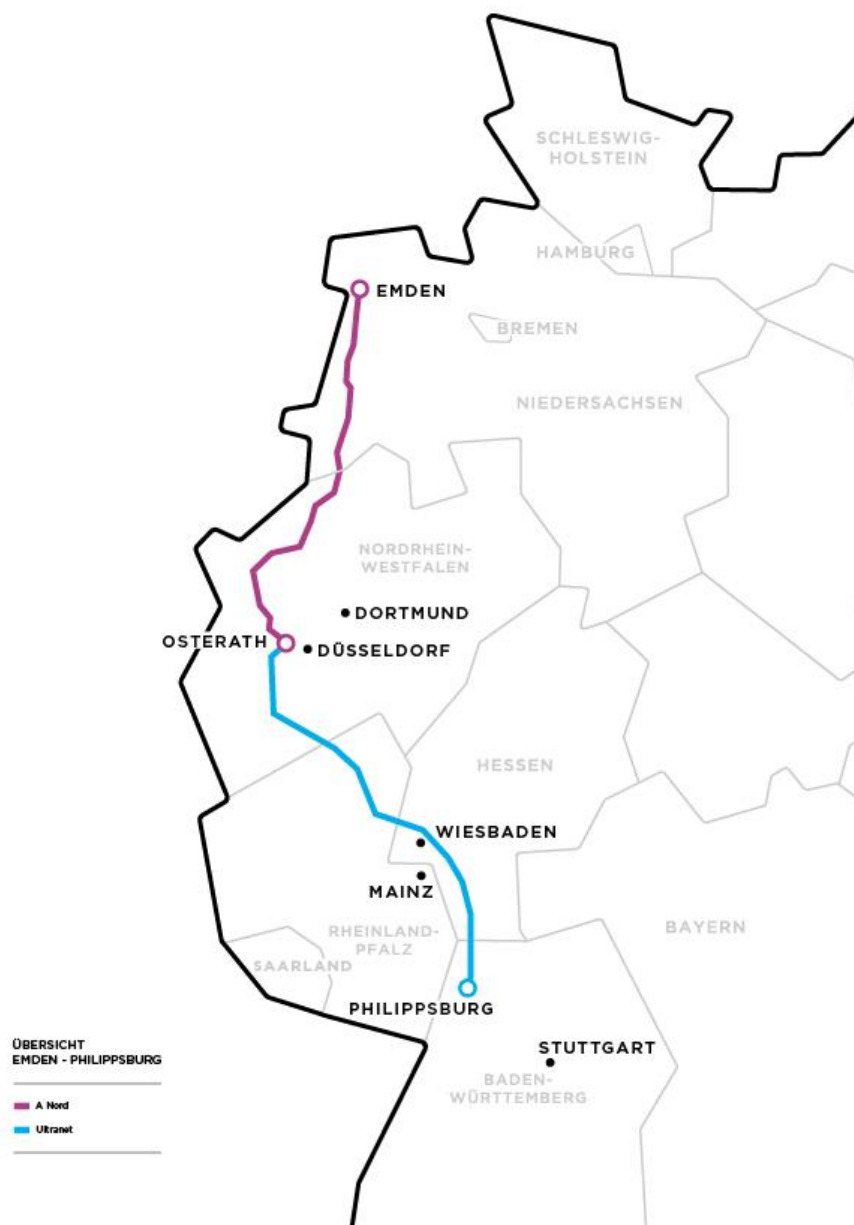 SCHLESWIG-
HOLSTEIN
HAMBURG
EMDEN
BREMEN
NIEDERSACHSEN
NORDRHEIN-
WESTFALEN
DORTMUND
OSTERATH
DÜSSELDORF
HESSEN
WIESBADEN
MAINZ
BAYERN
RHEINLAND-
PFALZ
SAARLAND
PHILIPPSBURG
STUTTGART
BADEN-
WÜRTTEMBERG
ÜBERSICHT
EMDEN - PHILIPPSBURG
A Nord
Ultranet